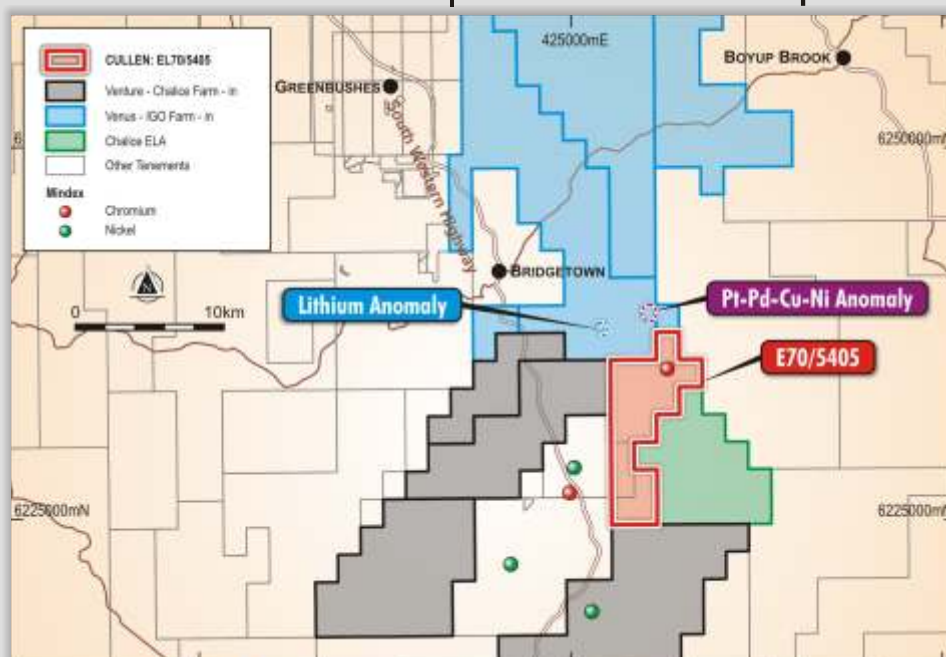 CULLEN: EL70/5405
Venture - Chalice Farm - in
Venus - IGO Farm - in
Chalice ELA
Other Tenements
Mindex
Chromium
Nickel
0 10km
425000mE
GREENBUSHES
BOYUP BROOK
6250000mN
South Western Highway
BRIDGETOWN
Lithium Anomaly
Pt-Pd-Cu-Ni Anomaly
E70/5405
6225000mN
6225000mN